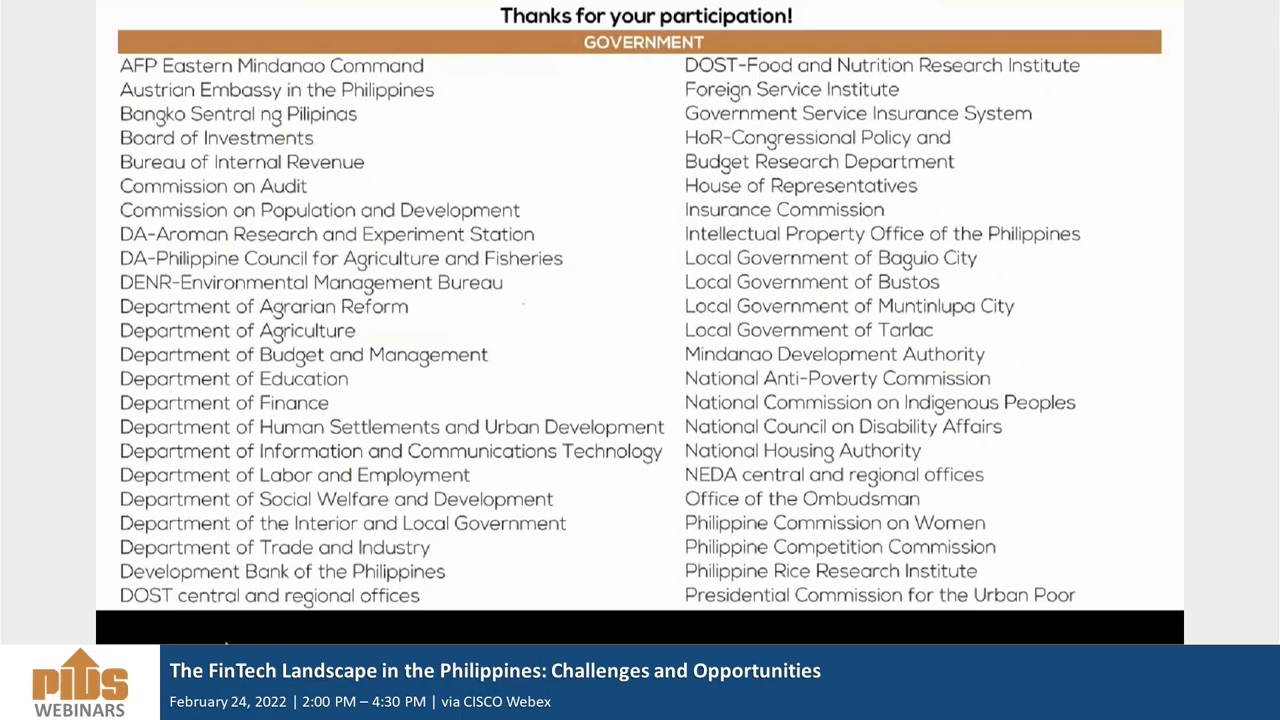 Thanks for your participation!
GOVERNMENT
AFP Eastern Mindanao Command
Austrian Embassy in the Philippines
Bangko Sentral ng Pilipinas
Board of Investments
Bureau of Internal Revenue
Commission on Audit
Commission on Population and Development
DA-Aroman Research and Experiment Station
DA-Philippine Council for Agriculture and Fisheries
DENR-Environmental Management Bureau
Department of Agrarian Reform
Department of Agriculture
Department of Budget and Management
Department of Education
Department of Finance
Department of Human Settlements and Urban Development
Department of Information and Communications Technology
Department of Labor and Employment
Department of Social Welfare and Development
Department of the Interior and Local Government
Department of Trade and Industry
Development Bank of the Philippines
DOST central and regional offices
DOST-Food and Nutrition Research Institute
Foreign Service Institute
Government Service Insurance System
HoR-Congressional Policy and
Budget Research Department
House of Representatives
Insurance Commission
Intellectual Property Office of the Philippines
Local Government of Baguio City
Local Government of Bustos
Local Government of Muntinlupa City
Local Government of Tarlac
Mindanao Development Authority
National Anti-Poverty Commission
National Commission on Indigenous Peoples
National Council on Disability Affairs
National Housing Authority
NEDA central and regional offices
Office of the Ombudsman
Philippine Commission on Women
Philippine Competition Commission
Philippine Rice Research Institute
Presidential Commission for the Urban Poor
PIDS
WEBINARS
The FinTech Landscape in the Philippines: Challenges and Opportunities
February 24, 2022 | 2:00 PM – 4:30 PM | via CISCO Webex